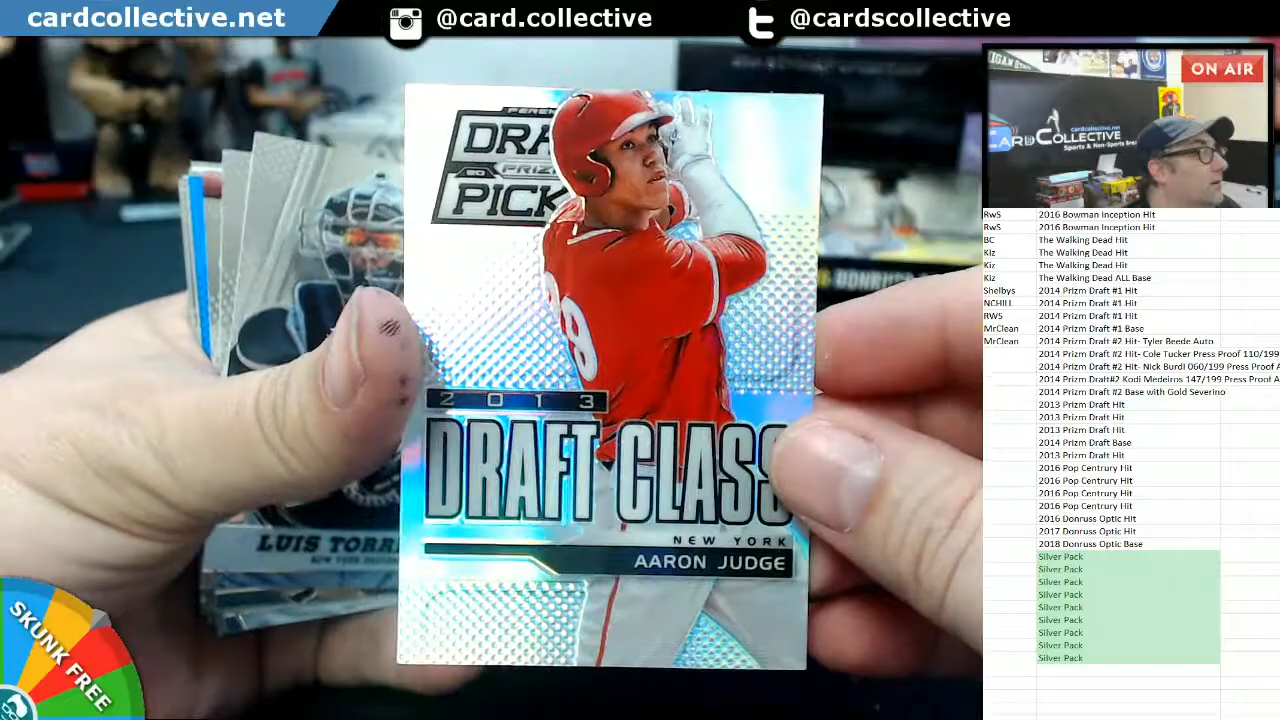 cardcollective.net
@card.collective
@cardscollective
ON AIR
cardcollective.net
CARDCOLLECTIVE
DRA
PRIZ
PICK
2013
DRAFT CLASS
NEW YORK
AARON JUDGE
LUIS TORR
SKUNK FREE
RwS 2016 Bowman Inception Hit
RwS 2016 Bowman Inception Hit
BC The Walking Dead Hit
Kiz The Walking Dead Hit
Kiz The Walking Dead Hit
Kiz The Walking Dead ALL Base
Shelbys 2014 Prizm Draft #1 Hit
NCHILL 2014 Prizm Draft #1 Hit
RWS 2014 Prizm Draft #1 Hit
MrClean 2014 Prizm Draft #1 Base
MrClean 2014 Prizm Draft #2 Hit- Tyler Beede Auto
2014 Prizm Draft #2 Hit- Cole Tucker Press Proof 110/199
2014 Prizm Draft #2 Hit- Nick Burdi 060/199 Press Proof A
2014 Prizm Draft#2 Kodi Medeiros 147/199 Press Proof A
2014 Prizm Draft #2 Base with Gold Severino
2013 Prizm Draft Hit
2013 Prizm Draft Hit
2013 Prizm Draft Hit
2014 Prizm Draft Base
2013 Prizm Draft Hit
2016 Pop Centrury Hit
2016 Pop Centrury Hit
2016 Pop Centrury Hit
2016 Pop Centrury Hit
2016 Donruss Optic Hit
2017 Donruss Optic Hit
2018 Donruss Optic Base
Silver Pack
Silver Pack
Silver Pack
Silver Pack
Silver Pack
Silver Pack
Silver Pack
Silver Pack
Silver Pack